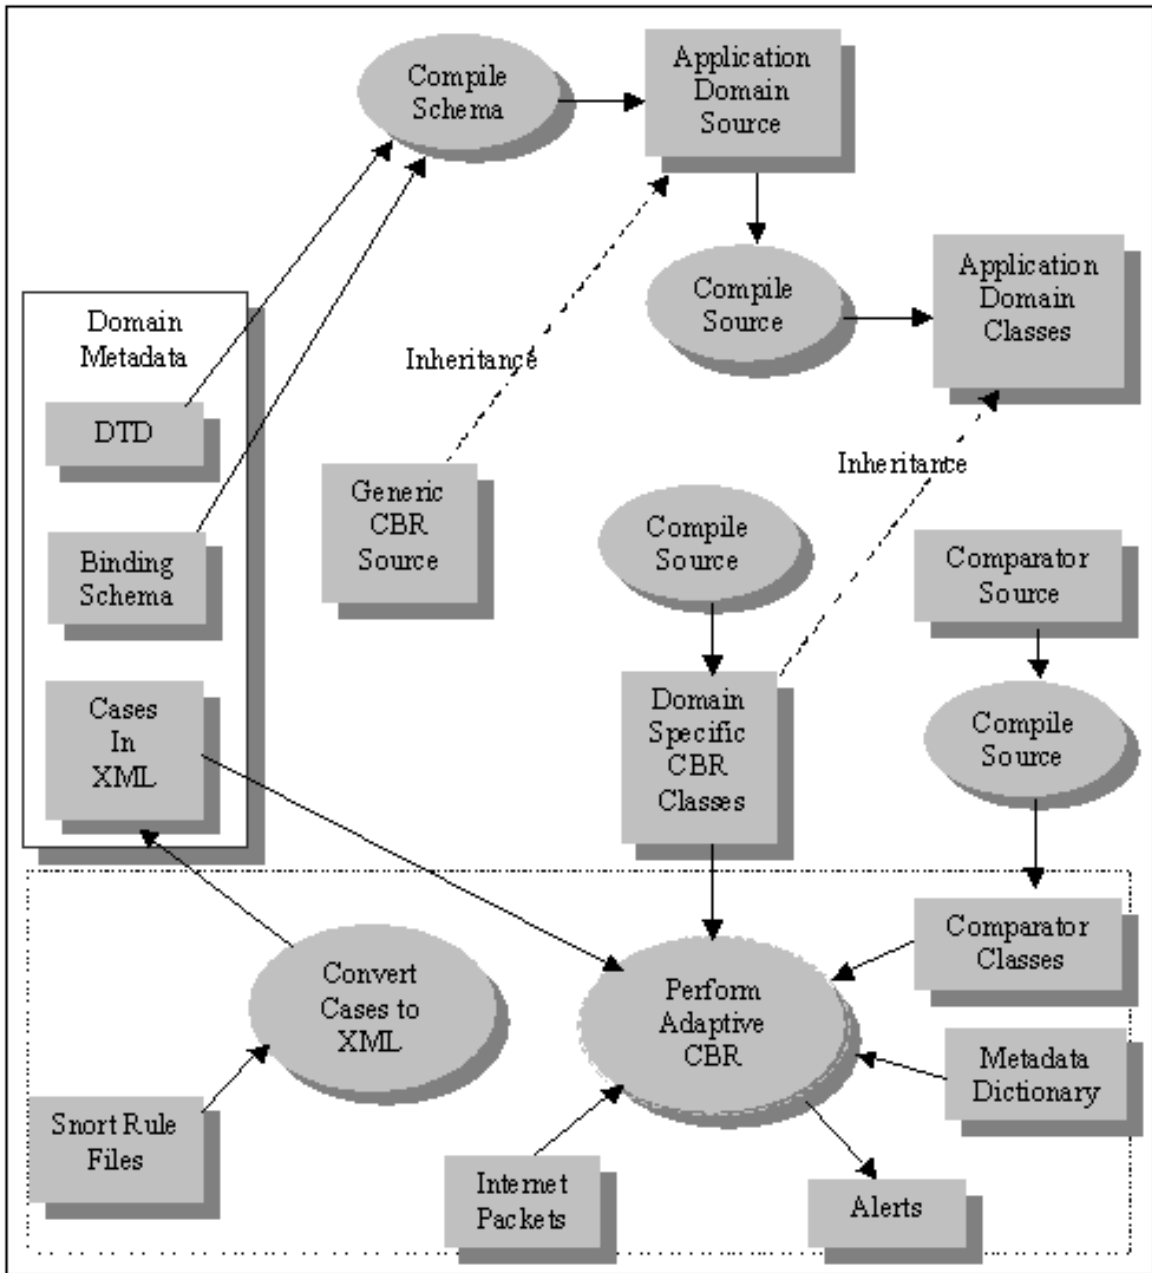 Compile
Schema
Application
Domain
Source
Compile
Source
Application
Domain
Classes
Domain
Metadata
DTD
Binding
Schema
Cases
In
XML
Inheritance
Generic
CBR
Source
Inheritance
Compile
Source
Domain
Specific
CBR
Classes
Comparator
Source
Compile
Source
Comparator
Classes
Convert
Cases to
XML
Perform
Adaptive
CBR
Metadada
Dictionary
Snort Rule
Files
Internet
Packets
Alerts